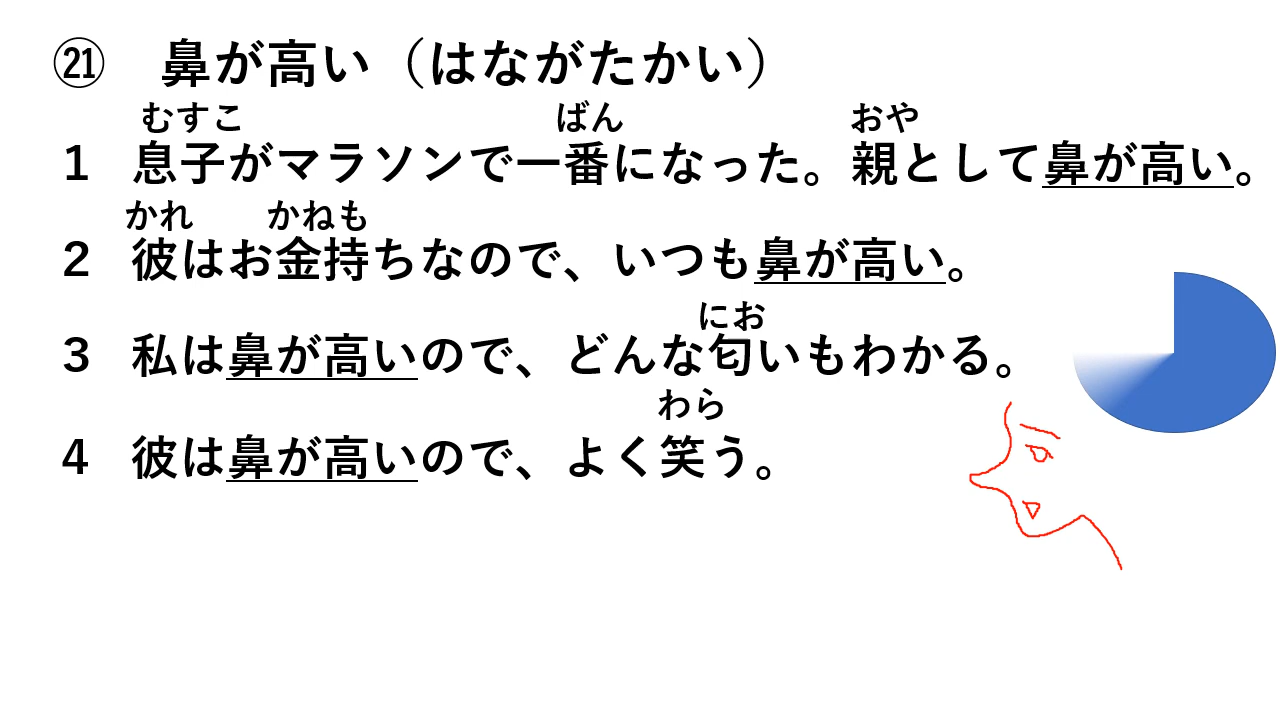 ㉑ 鼻が高い（はながたかい）
むすこ ばん おや
1 息子がマラソンで一番になった。親として鼻が高い。
かれ かねも
2 彼はお金持ちなので、いつも鼻が高い。
にお
3 私は鼻が高いので、どんな匂いもわかる。
わら
4 彼は鼻が高いので、よく笑う。